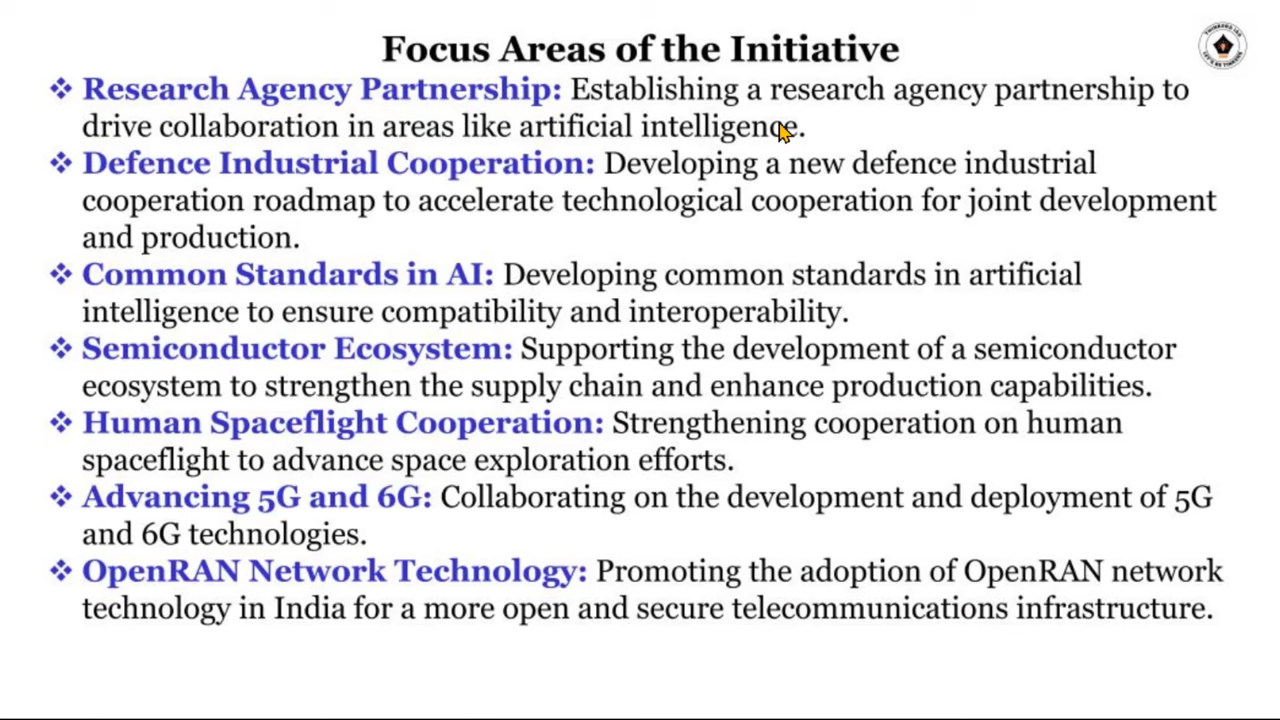 Focus Areas of the Initiative
❖ Research Agency Partnership: Establishing a research agency partnership to
drive collaboration in areas like artificial intelligence.
❖ Defence Industrial Cooperation: Developing a new defence industrial
cooperation roadmap to accelerate technological cooperation for joint development
and production.
❖ Common Standards in AI: Developing common standards in artificial
intelligence to ensure compatibility and interoperability.
❖ Semiconductor Ecosystem: Supporting the development of a semiconductor
ecosystem to strengthen the supply chain and enhance production capabilities.
❖ Human Spaceflight Cooperation: Strengthening cooperation on human
spaceflight to advance space exploration efforts.
❖ Advancing 5G and 6G: Collaborating on the development and deployment of 5G
and 6G technologies.
❖ OpenRAN Network Technology: Promoting the adoption of OpenRAN network
technology in India for a more open and secure telecommunications infrastructure.